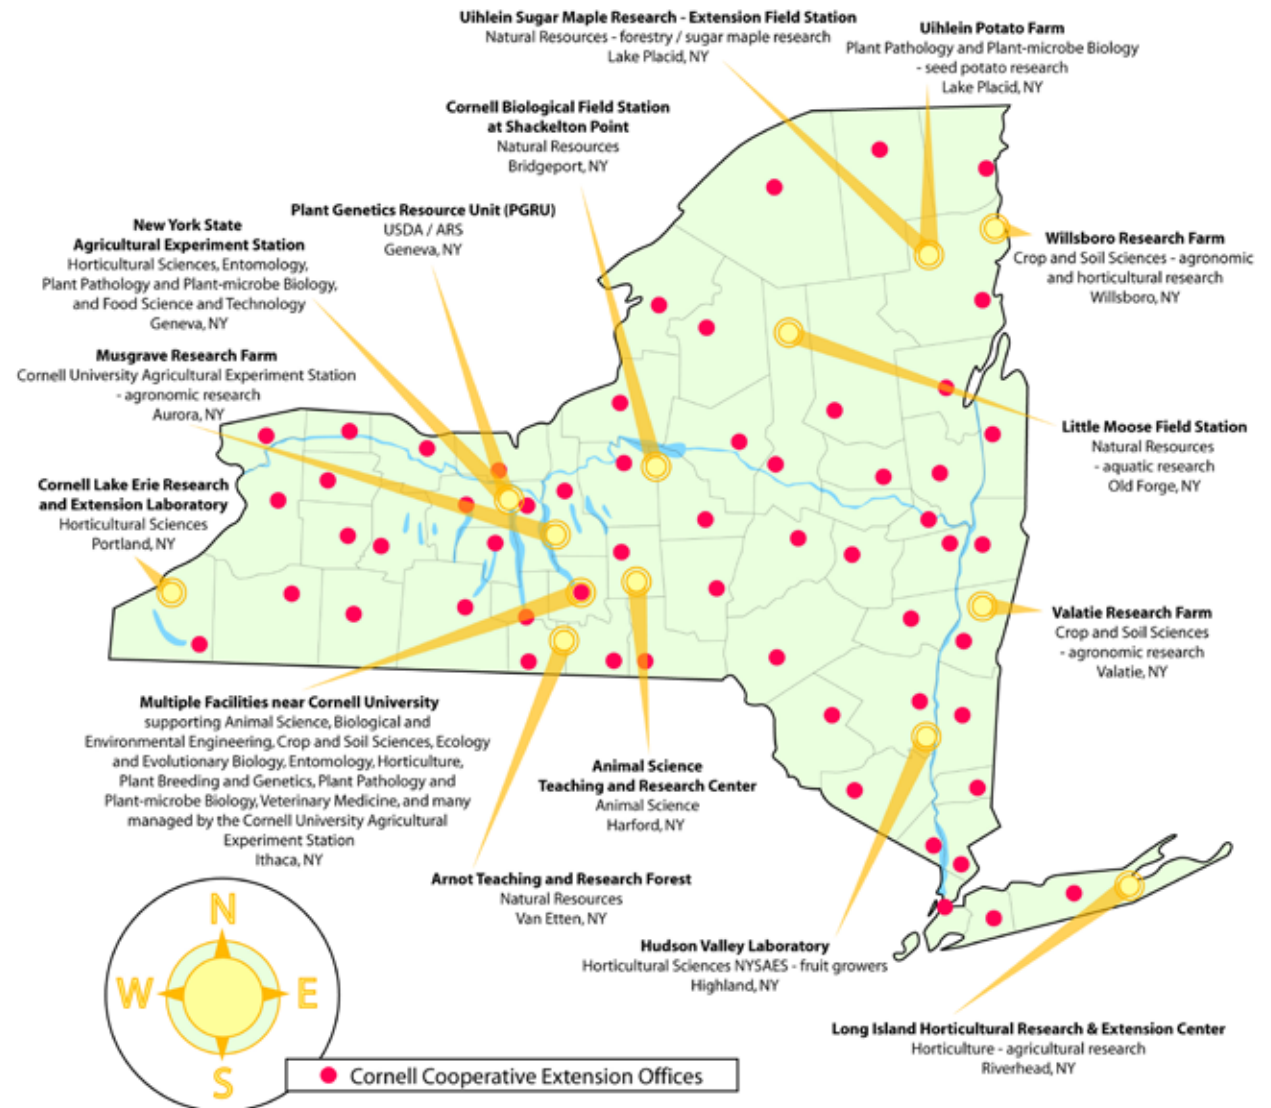 Uihlein Sugar Maple Research - Extension Field Station
Natural Resources - forestry / sugar maple research
Lake Placid, NY
Uihlein Potato Farm
Plant Pathology and Plant-microbe Biology
- seed potato research
Lake Placid, NY
Cornell Biological Field Station
at Shackelton Point
Natural Resources
Bridgeport, NY
Plant Genetics Resource Unit (PGRU)
USDA / ARS
Geneva, NY
New York State
Agricultural Experiment Station
Horticultural Sciences, Entomology,
Plant Pathology and Plant-microbe Biology,
and Food Science and Technology
Geneva, NY
Willsboro Research Farm
Crop and Soil Sciences - agronomic
and horticultural research
Willsboro, NY
Musgrave Research Farm
Cornell University Agricultural Experiment Station
- agronomic research
Aurora, NY
Little Moose Field Station
Natural Resources
- aquatic research
Old Forge, NY
Cornell Lake Erie Research
and Extension Laboratory
Horticultural Sciences
Portland, NY
Valatie Research Farm
Crop and Soil Sciences
- agronomic research
Valatie, NY
Multiple Facilities near Cornell University
supporting Animal Science, Biological and
Environmental Engineering, Crop and Soil Sciences, Ecology
and Evolutionary Biology, Entomology, Horticulture,
Plant Breeding and Genetics, Plant Pathology and
Plant-microbe Biology, Veterinary Medicine, and many
managed by the Cornell University Agricultural
Experiment Station
Ithaca, NY
Animal Science
Teaching and Research Center
Animal Science
Harford, NY
Arnot Teaching and Research Forest
Natural Resources
Van Etten, NY
Hudson Valley Laboratory
Horticultural Sciences NYSAES - fruit growers
Highland, NY
Long Island Horticultural Research & Extension Center
Horticulture - agricultural research
Riverhead, NY
N
W
E
S
Cornell Cooperative Extension Offices